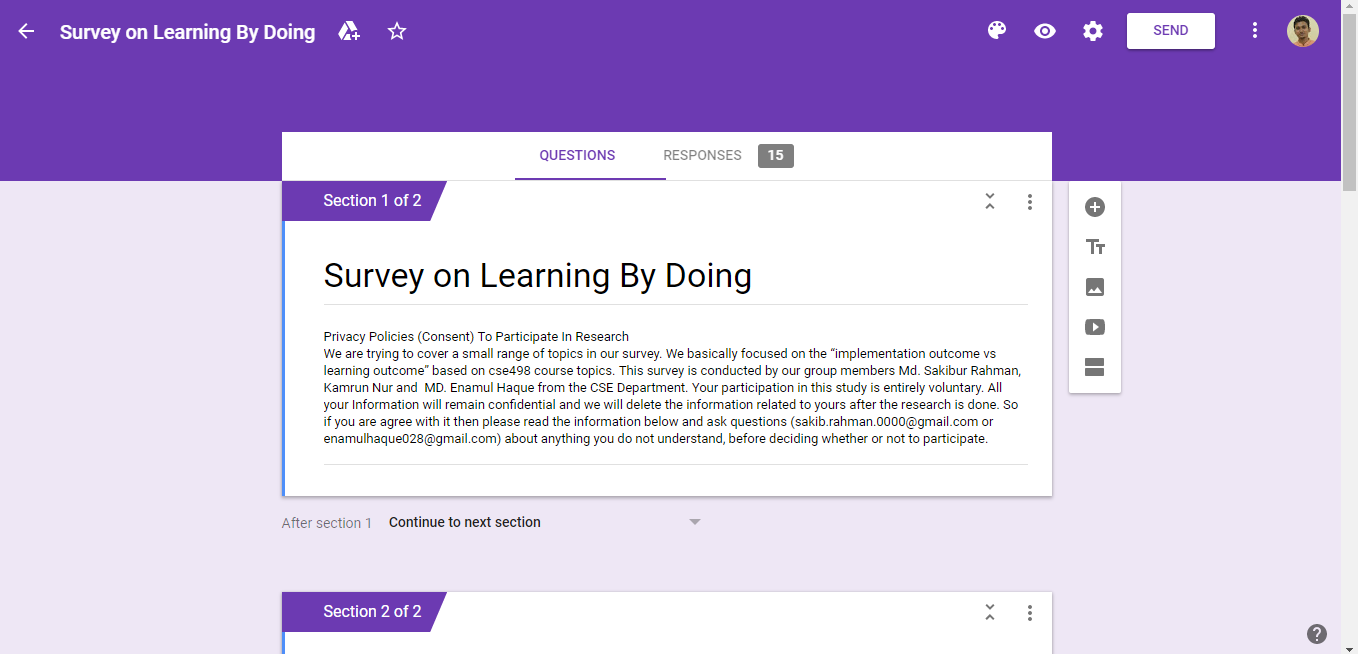 Survey on Learning By Doing
SEND
QUESTIONS
RESPONSES 15
Section 1 of 2
Survey on Learning By Doing
Privacy Policies (Consent) To Participate In Research
We are trying to cover a small range of topics in our survey. We basically focused on the “implementation outcome vs
learning outcome” based on cse498 course topics. This survey is conducted by our group members Md. Sakibur Rahman,
Kamrun Nur and  MD. Enamul Haque from the CSE Department. Your participation in this study is entirely voluntary. All
your Information will remain confidential and we will delete the information related to yours after the research is done. So
if you are agree with it then please read the information below and ask questions (sakib.rahman.0000@gmail.com or
enamulhaque028@gmail.com) about anything you do not understand, before deciding whether or not to participate.
After section 1 Continue to next section
Section 2 of 2